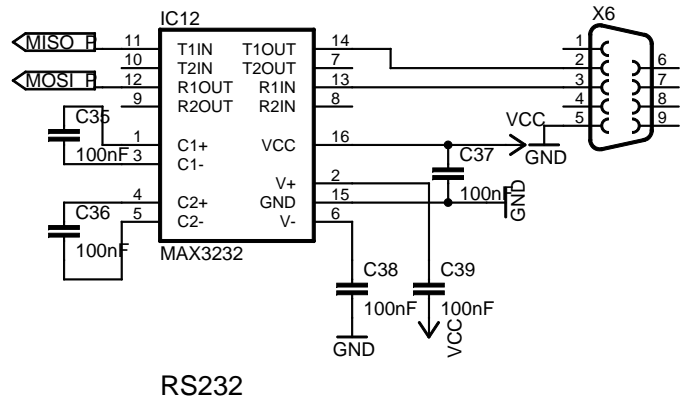 IC12
X6
MISO_P 11 T1IN T1OUT 14 1
10 T2IN T2OUT 7 2 6
MOSI_P 12 R1OUT R1IN 13 3 7
9 R2OUT R2IN 8 4 8
C35 VCC 5 9
100nF 1 C1+ VCC 16 GND
3 C1- C37
V+ 2 100nF
C36 4 C2+ GND 15 GND
100nF 5 C2- V- 6
MAX3232
C38 C39
100nF 100nF
GND VCC
RS232